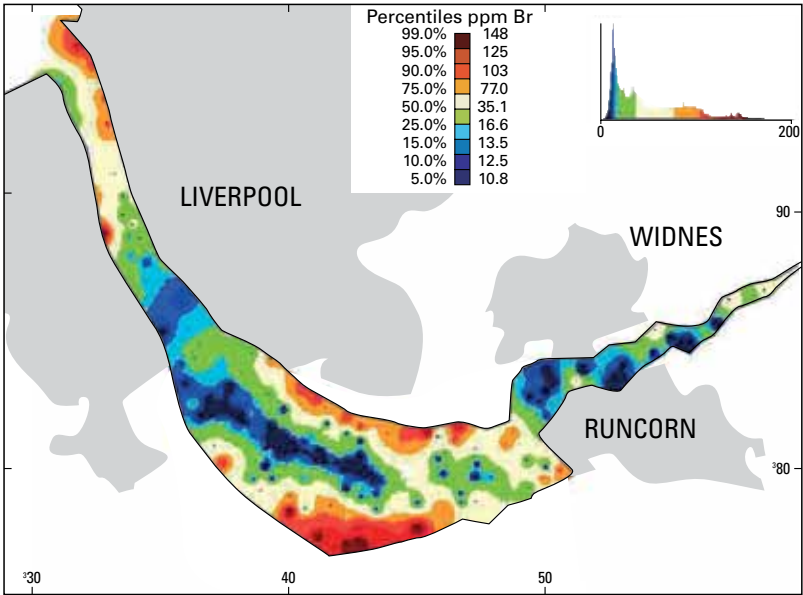 Percentiles ppm Br
99.0% 148
95.0% 125
90.0% 103
75.0% 77.0
50.0% 35.1
25.0% 16.6
15.0% 13.5
10.0% 12.5
5.0% 10.8
0 200
LIVERPOOL
90
WIDNES
RUNCORN
³80
³30 40 50